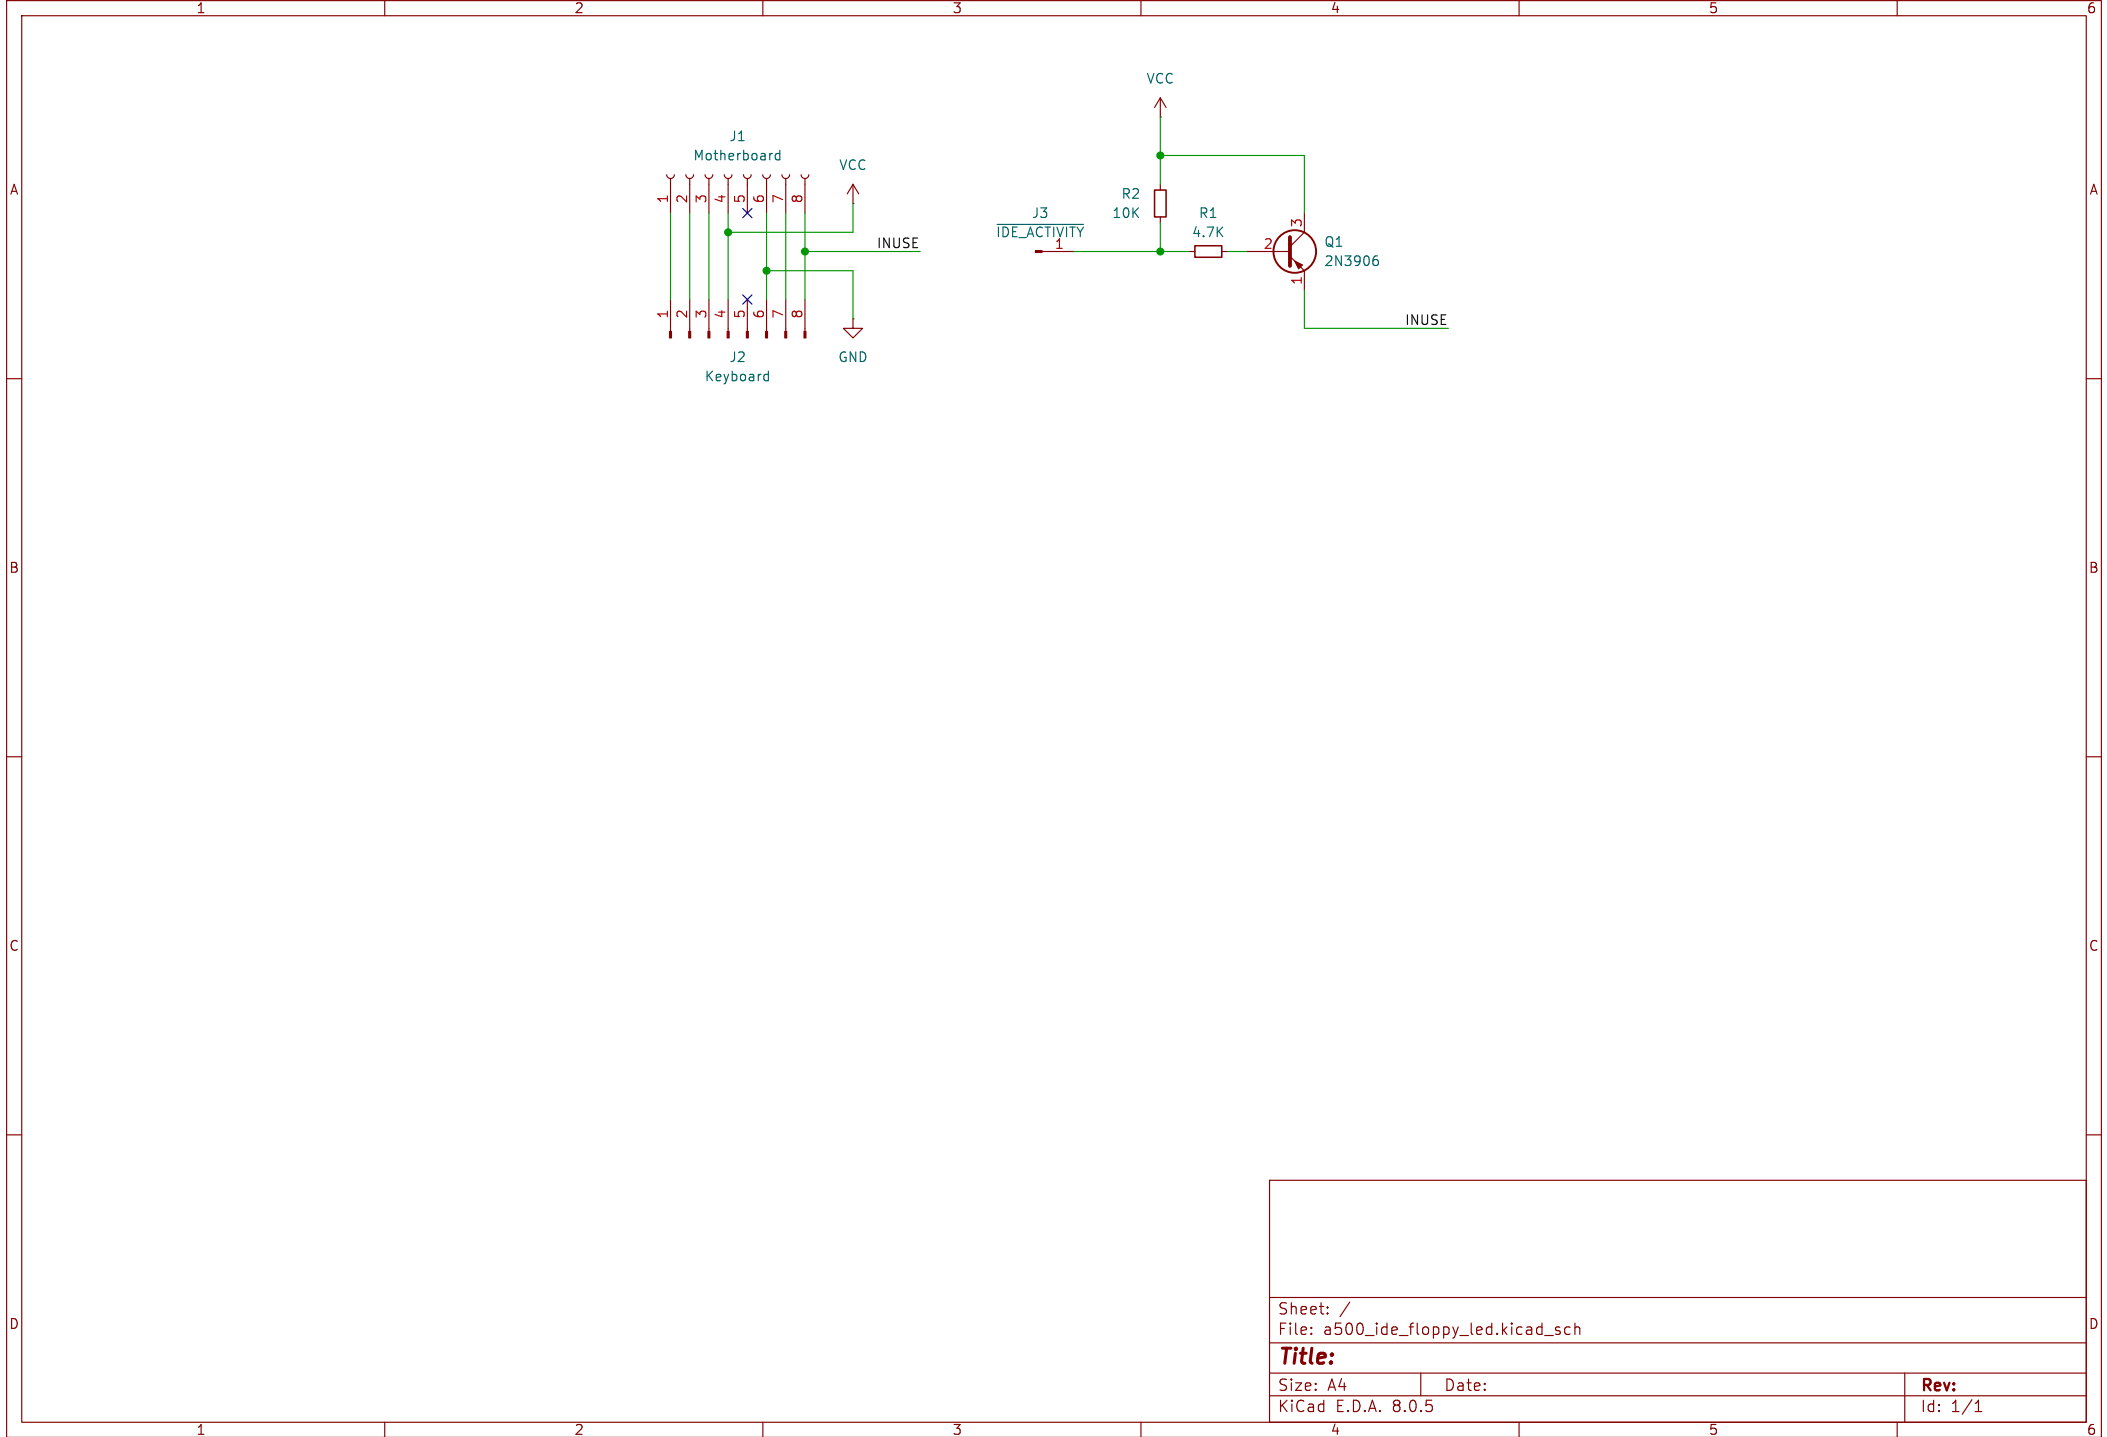 1 2 3 4 5 6
VCC
J1
Motherboard
VCC
1 2 3 4 5 6 7 8
INUSE
1 2 3 4 5 6 7 8
J2
Keyboard
GND
R2
10K
J3
IDE_ACTIVITY
1
R1
4.7K
2
3
1
Q1
2N3906
INUSE
A A
B B
C C
D D
Sheet: /
File: a500_ide_floppy_led.kicad_sch
Title:
Size: A4 Date: Rev:
KiCad E.D.A. 8.0.5 Id: 1/1
1 2 3 4 5 6